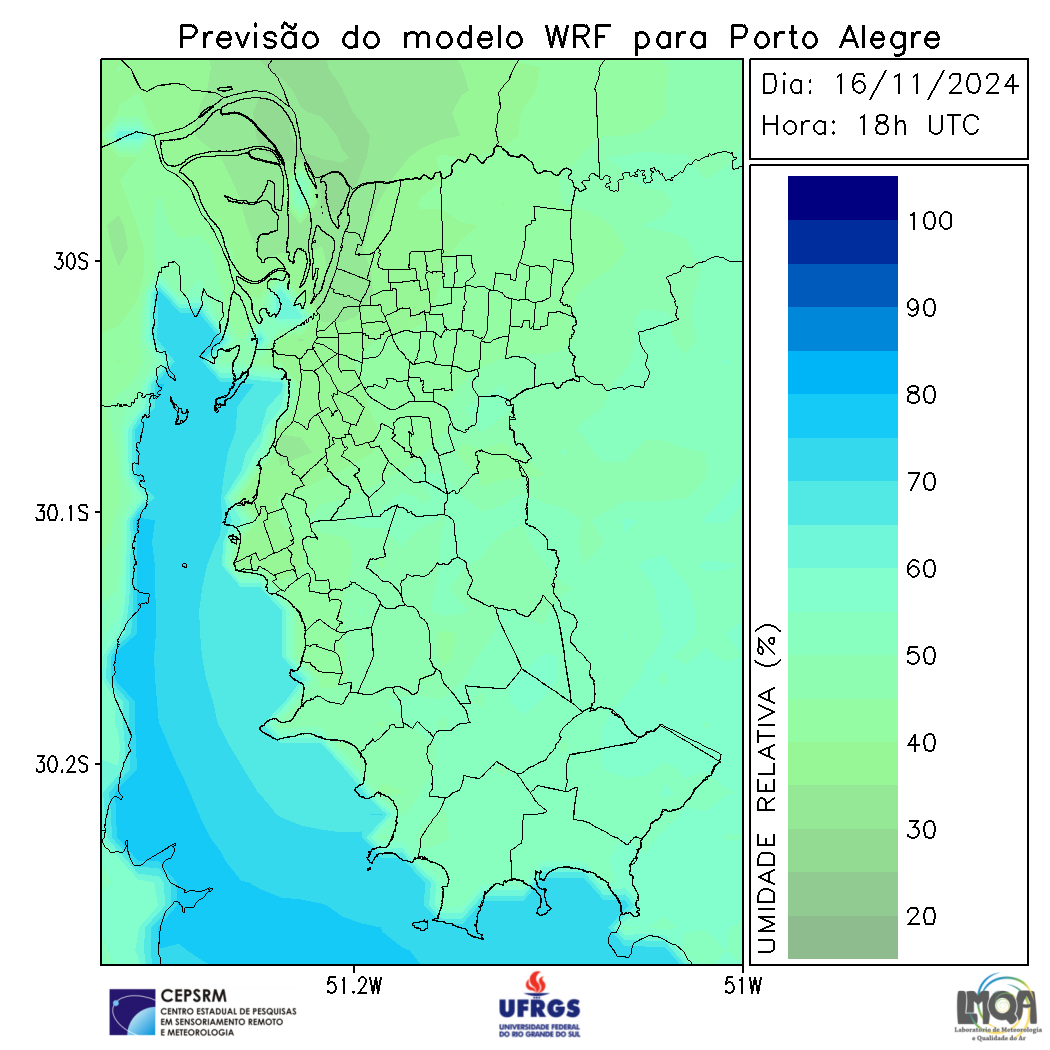 Previsão do modelo WRF para Porto Alegre
Dia: 16/11/2024
Hora: 18h UTC
30S
30.1S
30.2S
51.2W
51W
100
90
80
70
60
50
40
30
20
UMIDADE RELATIVA (%)
CEPSRM
CENTRO ESTADUAL DE PESQUISAS
EM SENSORIAMENTO REMOTO
E METEOROLOGIA
UFRGS
UNIVERSIDADE FEDERAL
DO RIO GRANDE DO SUL
LMQA
Laboratório de Meteorologia
e Qualidade do Ar